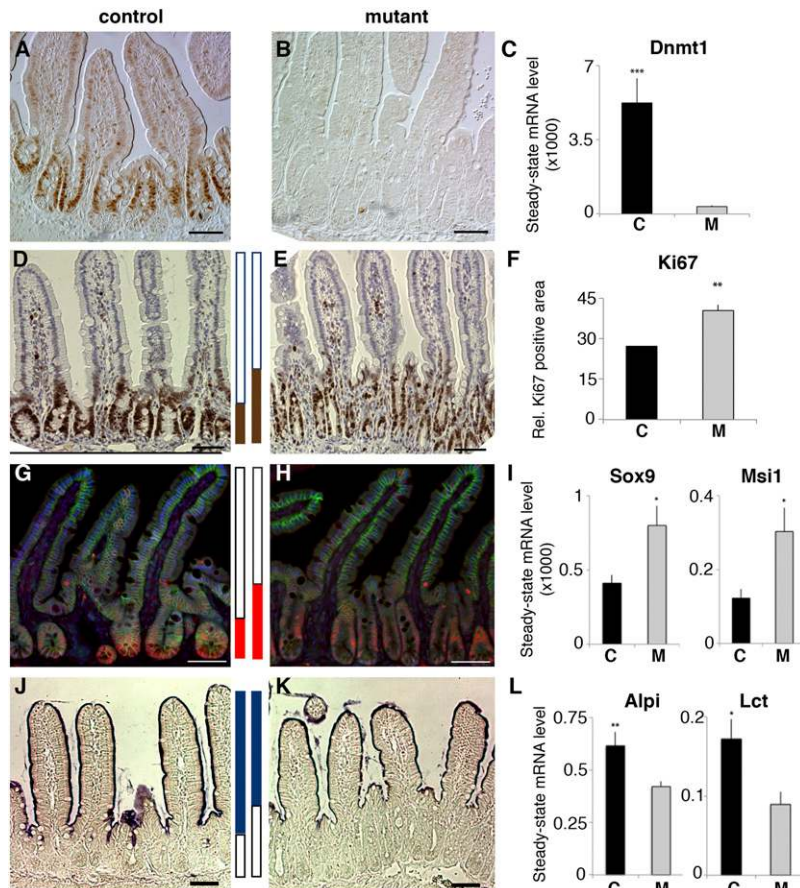 control mutant
A B C Dnmt1
7
***
3.5
0
Steady-state mRNA level
(x1000)
C M
D E F Ki67
**
45
30
15
0
Rel. Ki67 positive area
C M
G H I Sox9 Msi1
1
0.5
0
*
Steady-state mRNA level
(x1000)
C M
0.4
0.2
0
*
C M
J K L Alpi Lct
0.75
0.5
0.25
**
Steady-state mRNA level
C M
0.2
0.1
0
*
C M